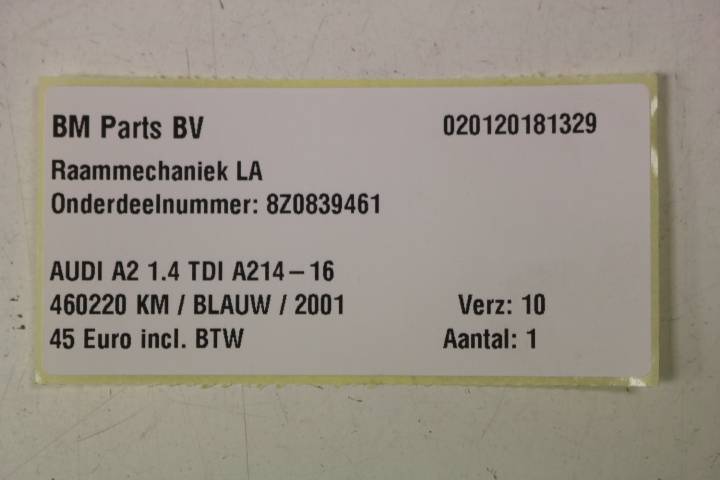 BM Parts BV 020120181329
Raammechaniek LA
Onderdeelnummer: 8Z0839461
AUDI A2 1.4 TDI A214-16
460220 KM / BLAUW / 2001 Verz: 10
45 Euro incl. BTW Aantal: 1